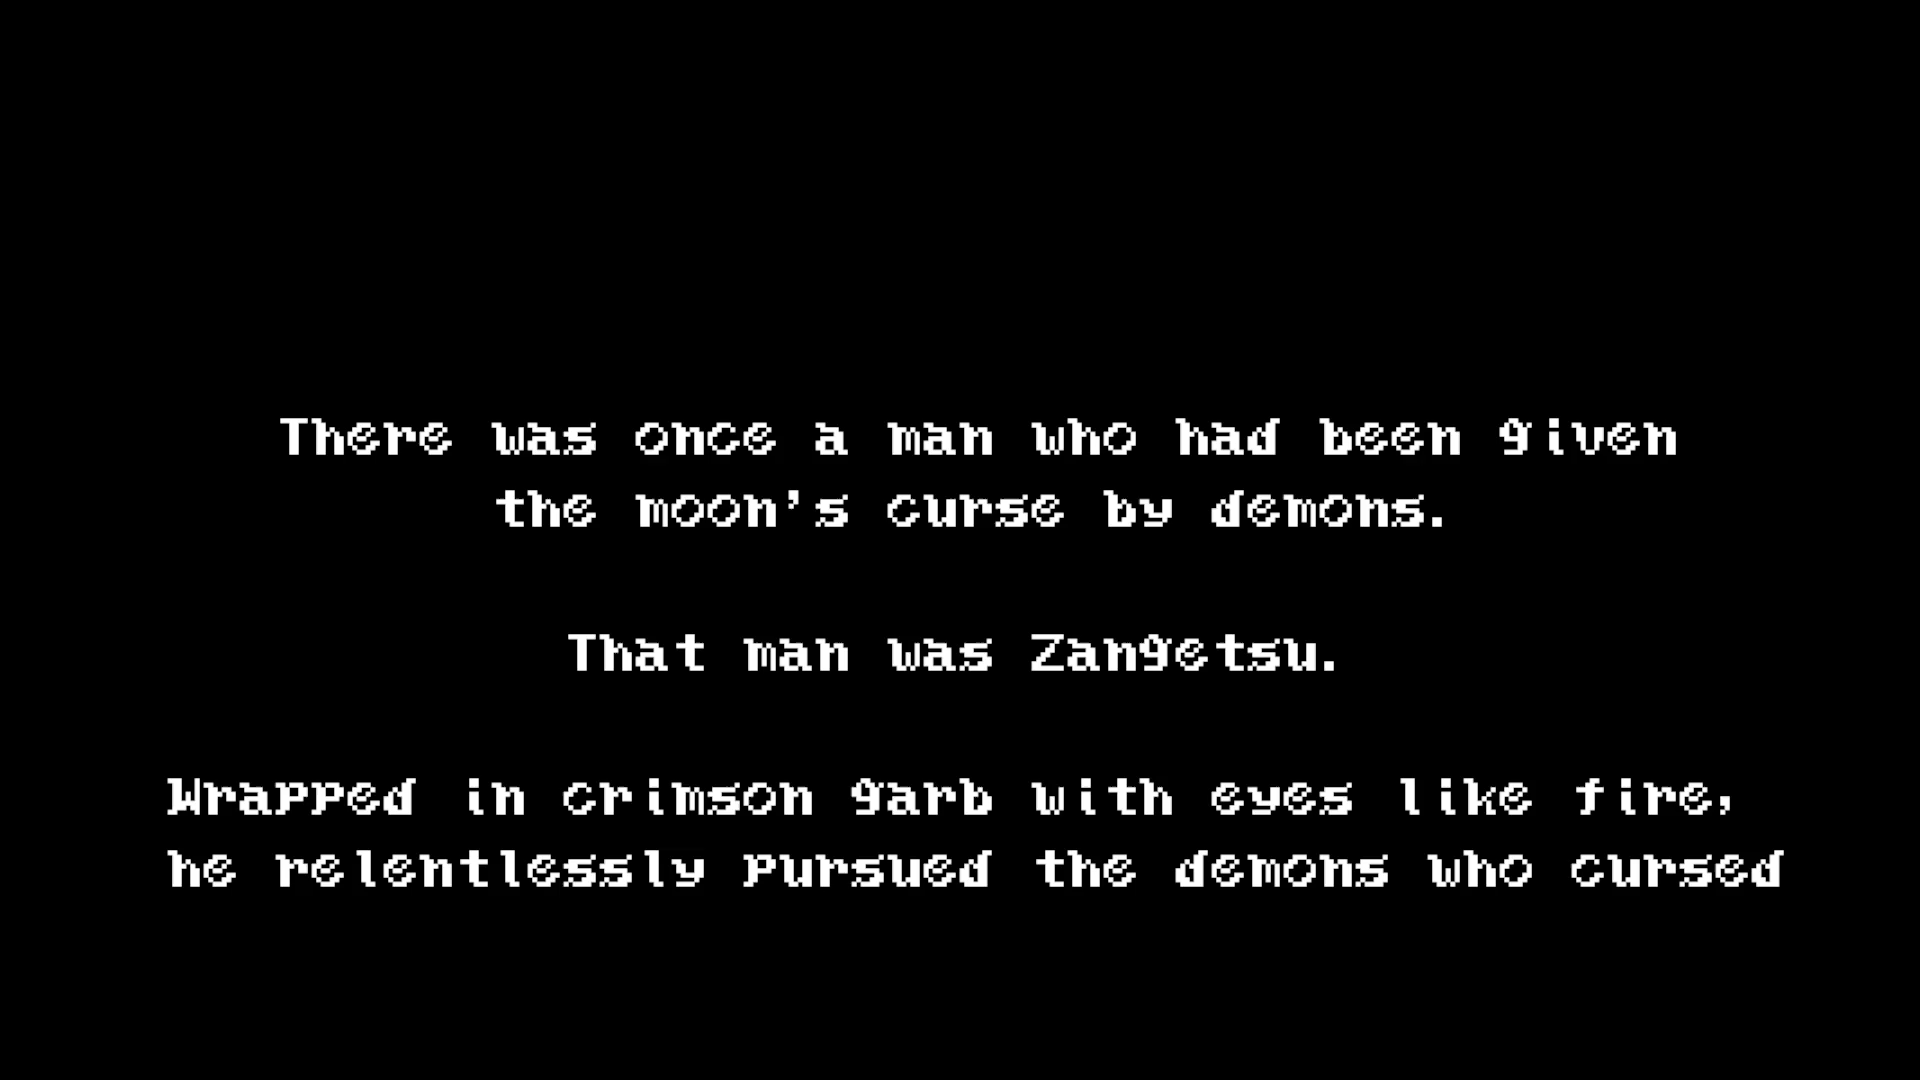 There was once a man who had been given
the moon's curse by demons.
That man was Zangetsu.
Wrapped in crimson garb with eyes like fire,
he relentlessly pursued the demons who cursed